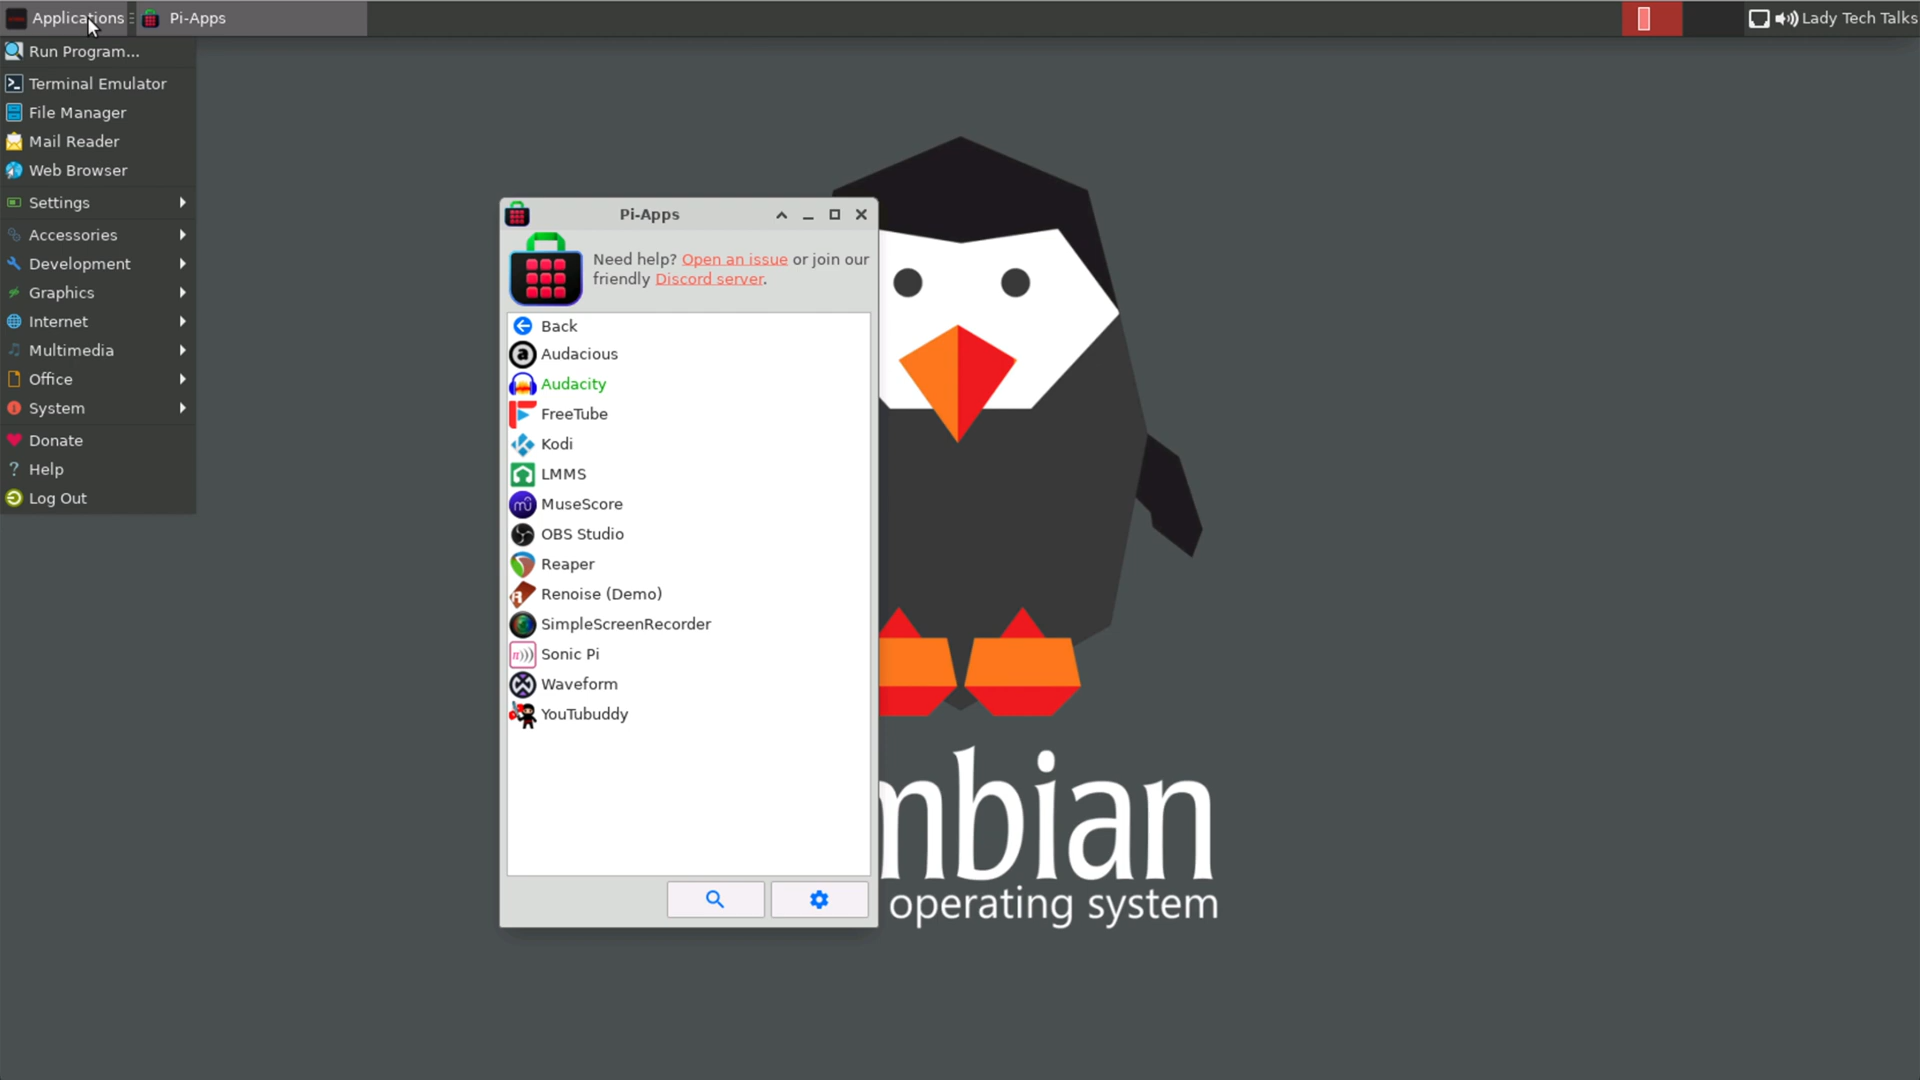 Applications
Pi-Apps
Lady Tech Talks
Run Program...
Terminal Emulator
File Manager
Mail Reader
Web Browser
Settings
Accessories
Development
Graphics
Internet
Multimedia
Office
System
Donate
Help
Log Out
Pi-Apps
Need help? Open an issue or join our
friendly Discord server.
Back
Audacious
Audacity
FreeTube
Kodi
LMMS
MuseScore
OBS Studio
Reaper
Renoise (Demo)
SimpleScreenRecorder
Sonic Pi
Waveform
YouTubuddy
mbian
operating system